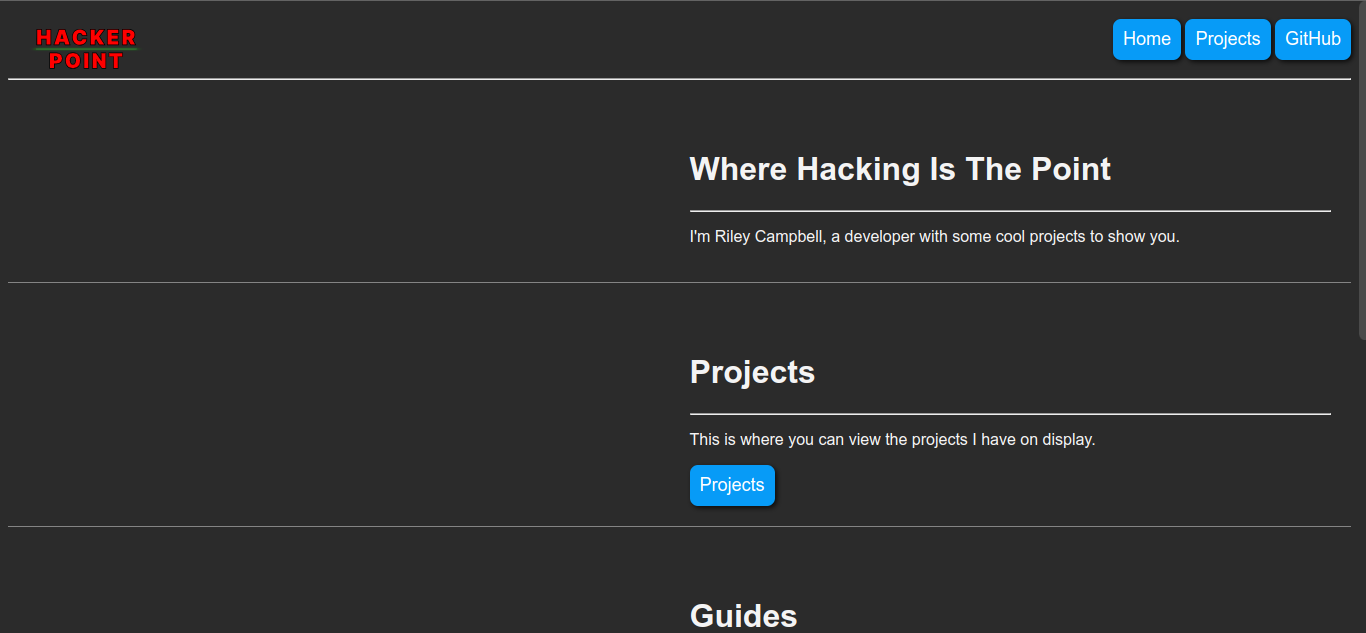 HACKER
POINT
Home Projects GitHub
Where Hacking Is The Point
I'm Riley Campbell, a developer with some cool projects to show you.
Projects
This is where you can view the projects I have on display.
Projects
Guides